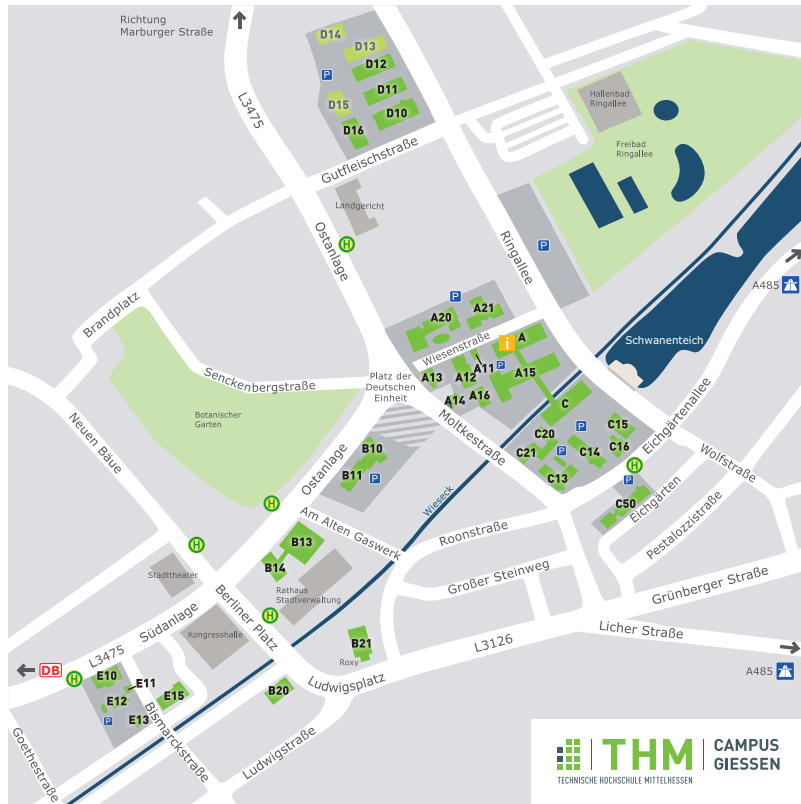 Richtung
Marburger Straße
D14
D13
D12
P
D11
D15
D10
D16
L3475
Gutfleischstraße
Hallenbad
Ringallee
Freibad
Ringallee
Landgericht
Ostanlage
H
Ringallee
P
A485
Brandplatz
P
A20
A21
Wiesenstraße
i
A
A11
P
A15
A13
A12
A14
A16
Schwanenteich
Senckenbergstraße
Platz der
Deutschen
Einheit
Botanischer
Garten
Neuen Bäue
Moltkestraße
C
C15
P
C20
C16
C21
C14
P
C13
Eichgärtenallee
H
Wolfstraße
P
C50
Eichgärten
Pestalozzistraße
Ostanlage
B10
B11
P
Wieseck
H
Am Alten Gaswerk
Roonstraße
B13
B14
H
Stadttheater
Rathaus
Stadtverwaltung
Großer Steinweg
Grünberger Straße
Berliner Platz
H
Südanlage
Kongresshalle
B21
Roxy
L3126
Licher Straße
A485
L3475
DB
H
E10
E11
E12
E15
E13
P
B20
Ludwigsplatz
Bismarckstraße
Ludwigstraße
Goethestraße
THM
CAMPUS
GIESSEN
TECHNISCHE HOCHSCHULE MITTELHESSEN